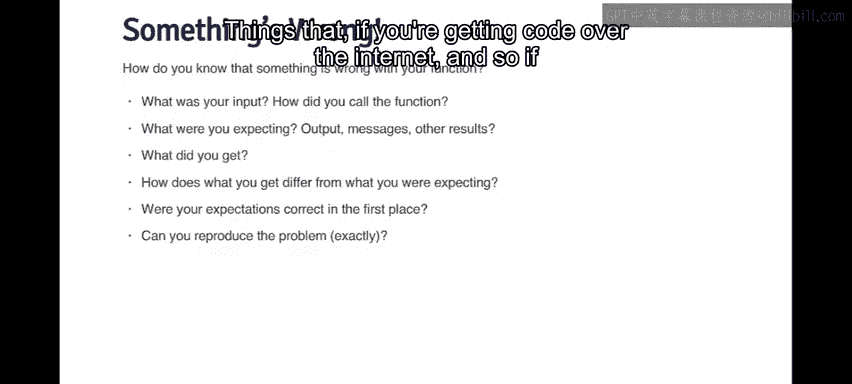 Something's Wrong!
Things that, if you're getting code over
the internet, and so if
How do you know that something is wrong with your function?
· What was your input? How did you call the function?
· What were you expecting? Output, messages, other results?
· What did you get?
· How does what you get differ from what you were expecting?
· Were your expectations correct in the first place?
· Can you reproduce the problem (exactly)?